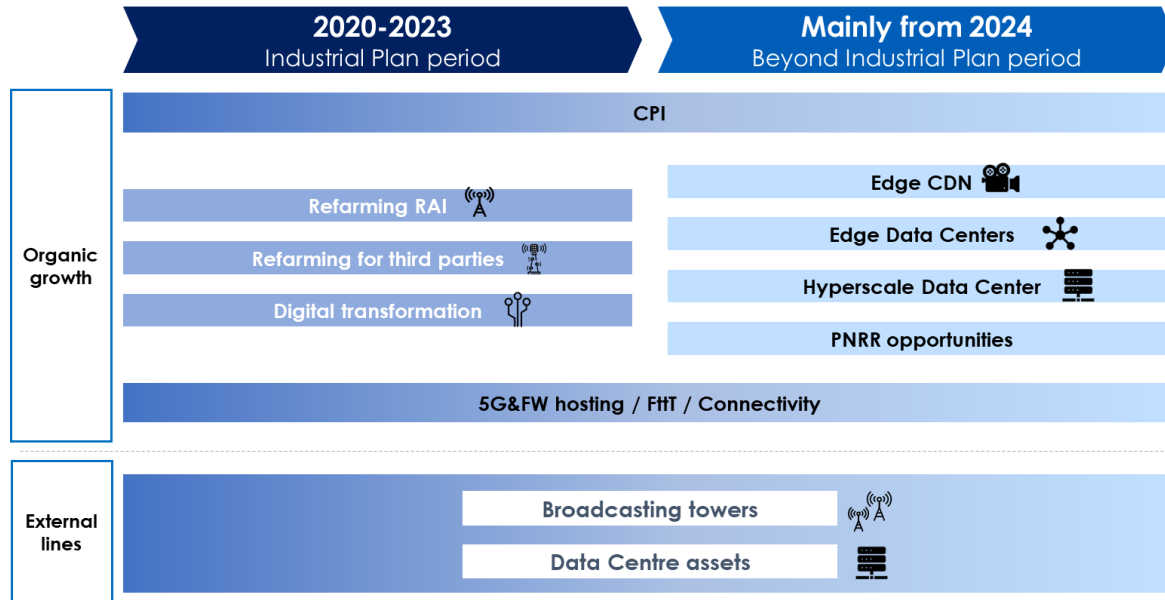 2020-2023
Industrial Plan period
Mainly from 2024
Beyond Industrial Plan period
Organic
growth
CPI
Refarming RAI
Refarming for third parties
Digital transformation
Edge CDN
Edge Data Centers
Hyperscale Data Center
PNRR opportunities
5G&FW hosting / FttT / Connectivity
External
lines
Broadcasting towers
Data Centre assets